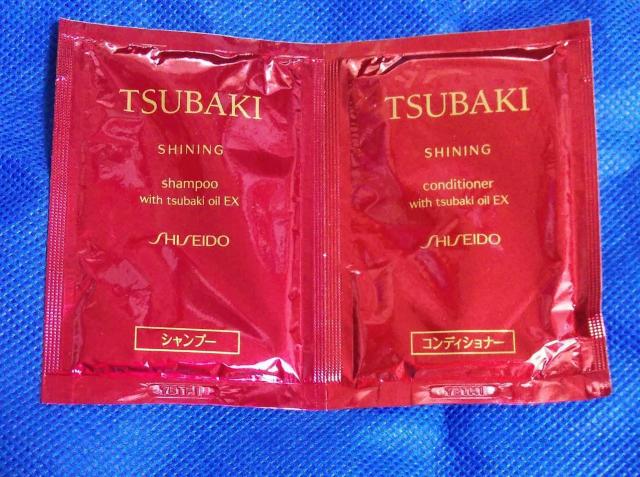 TSUBAKI
SHINING
shampoo
with tsubaki oil EX
SHISEIDO
シャンプー
TSUBAKI
SHINING
conditioner
with tsubaki oil EX
SHISEIDO
コンディショナー